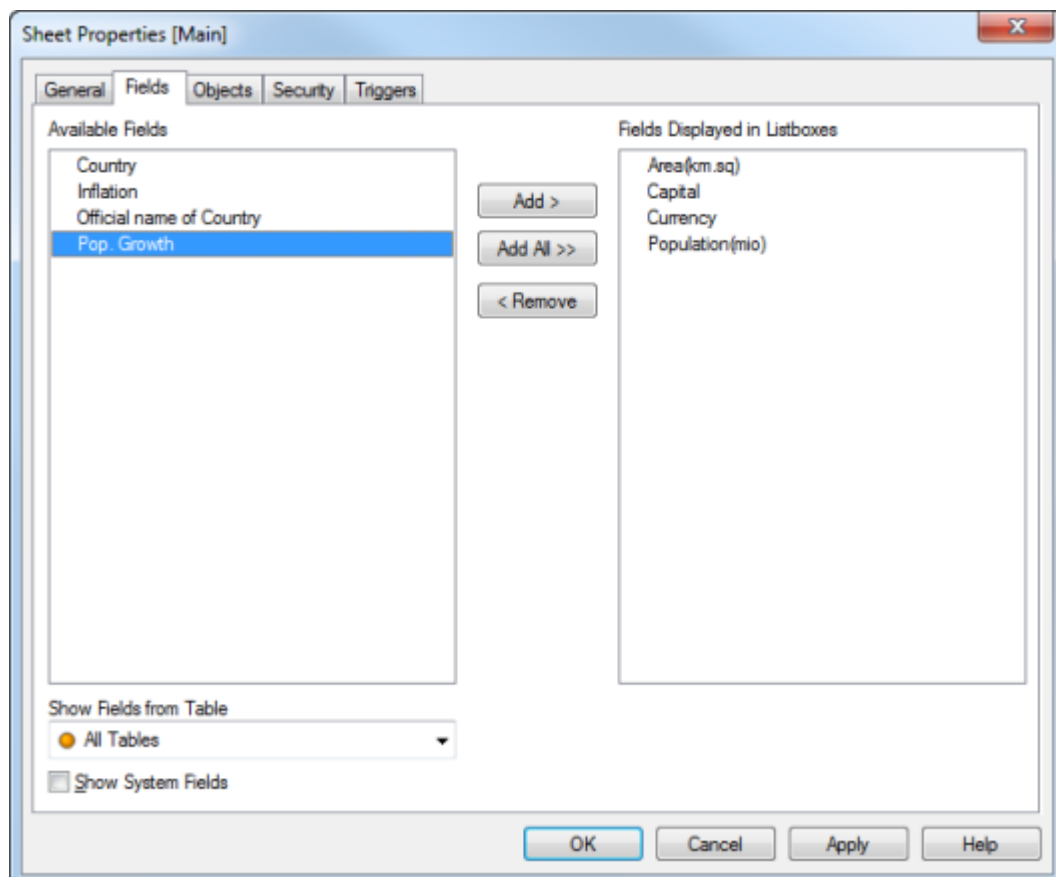 Sheet Properties [Main]
General Fields Objects Security Triggers
Available Fields
Country
Inflation
Official name of Country
Pop. Growth
Add >
Add All >>
< Remove
Fields Displayed in Listboxes
Area(km.sq)
Capital
Currency
Population(mio)
Show Fields from Table
All Tables
Show System Fields
OK Cancel Apply Help